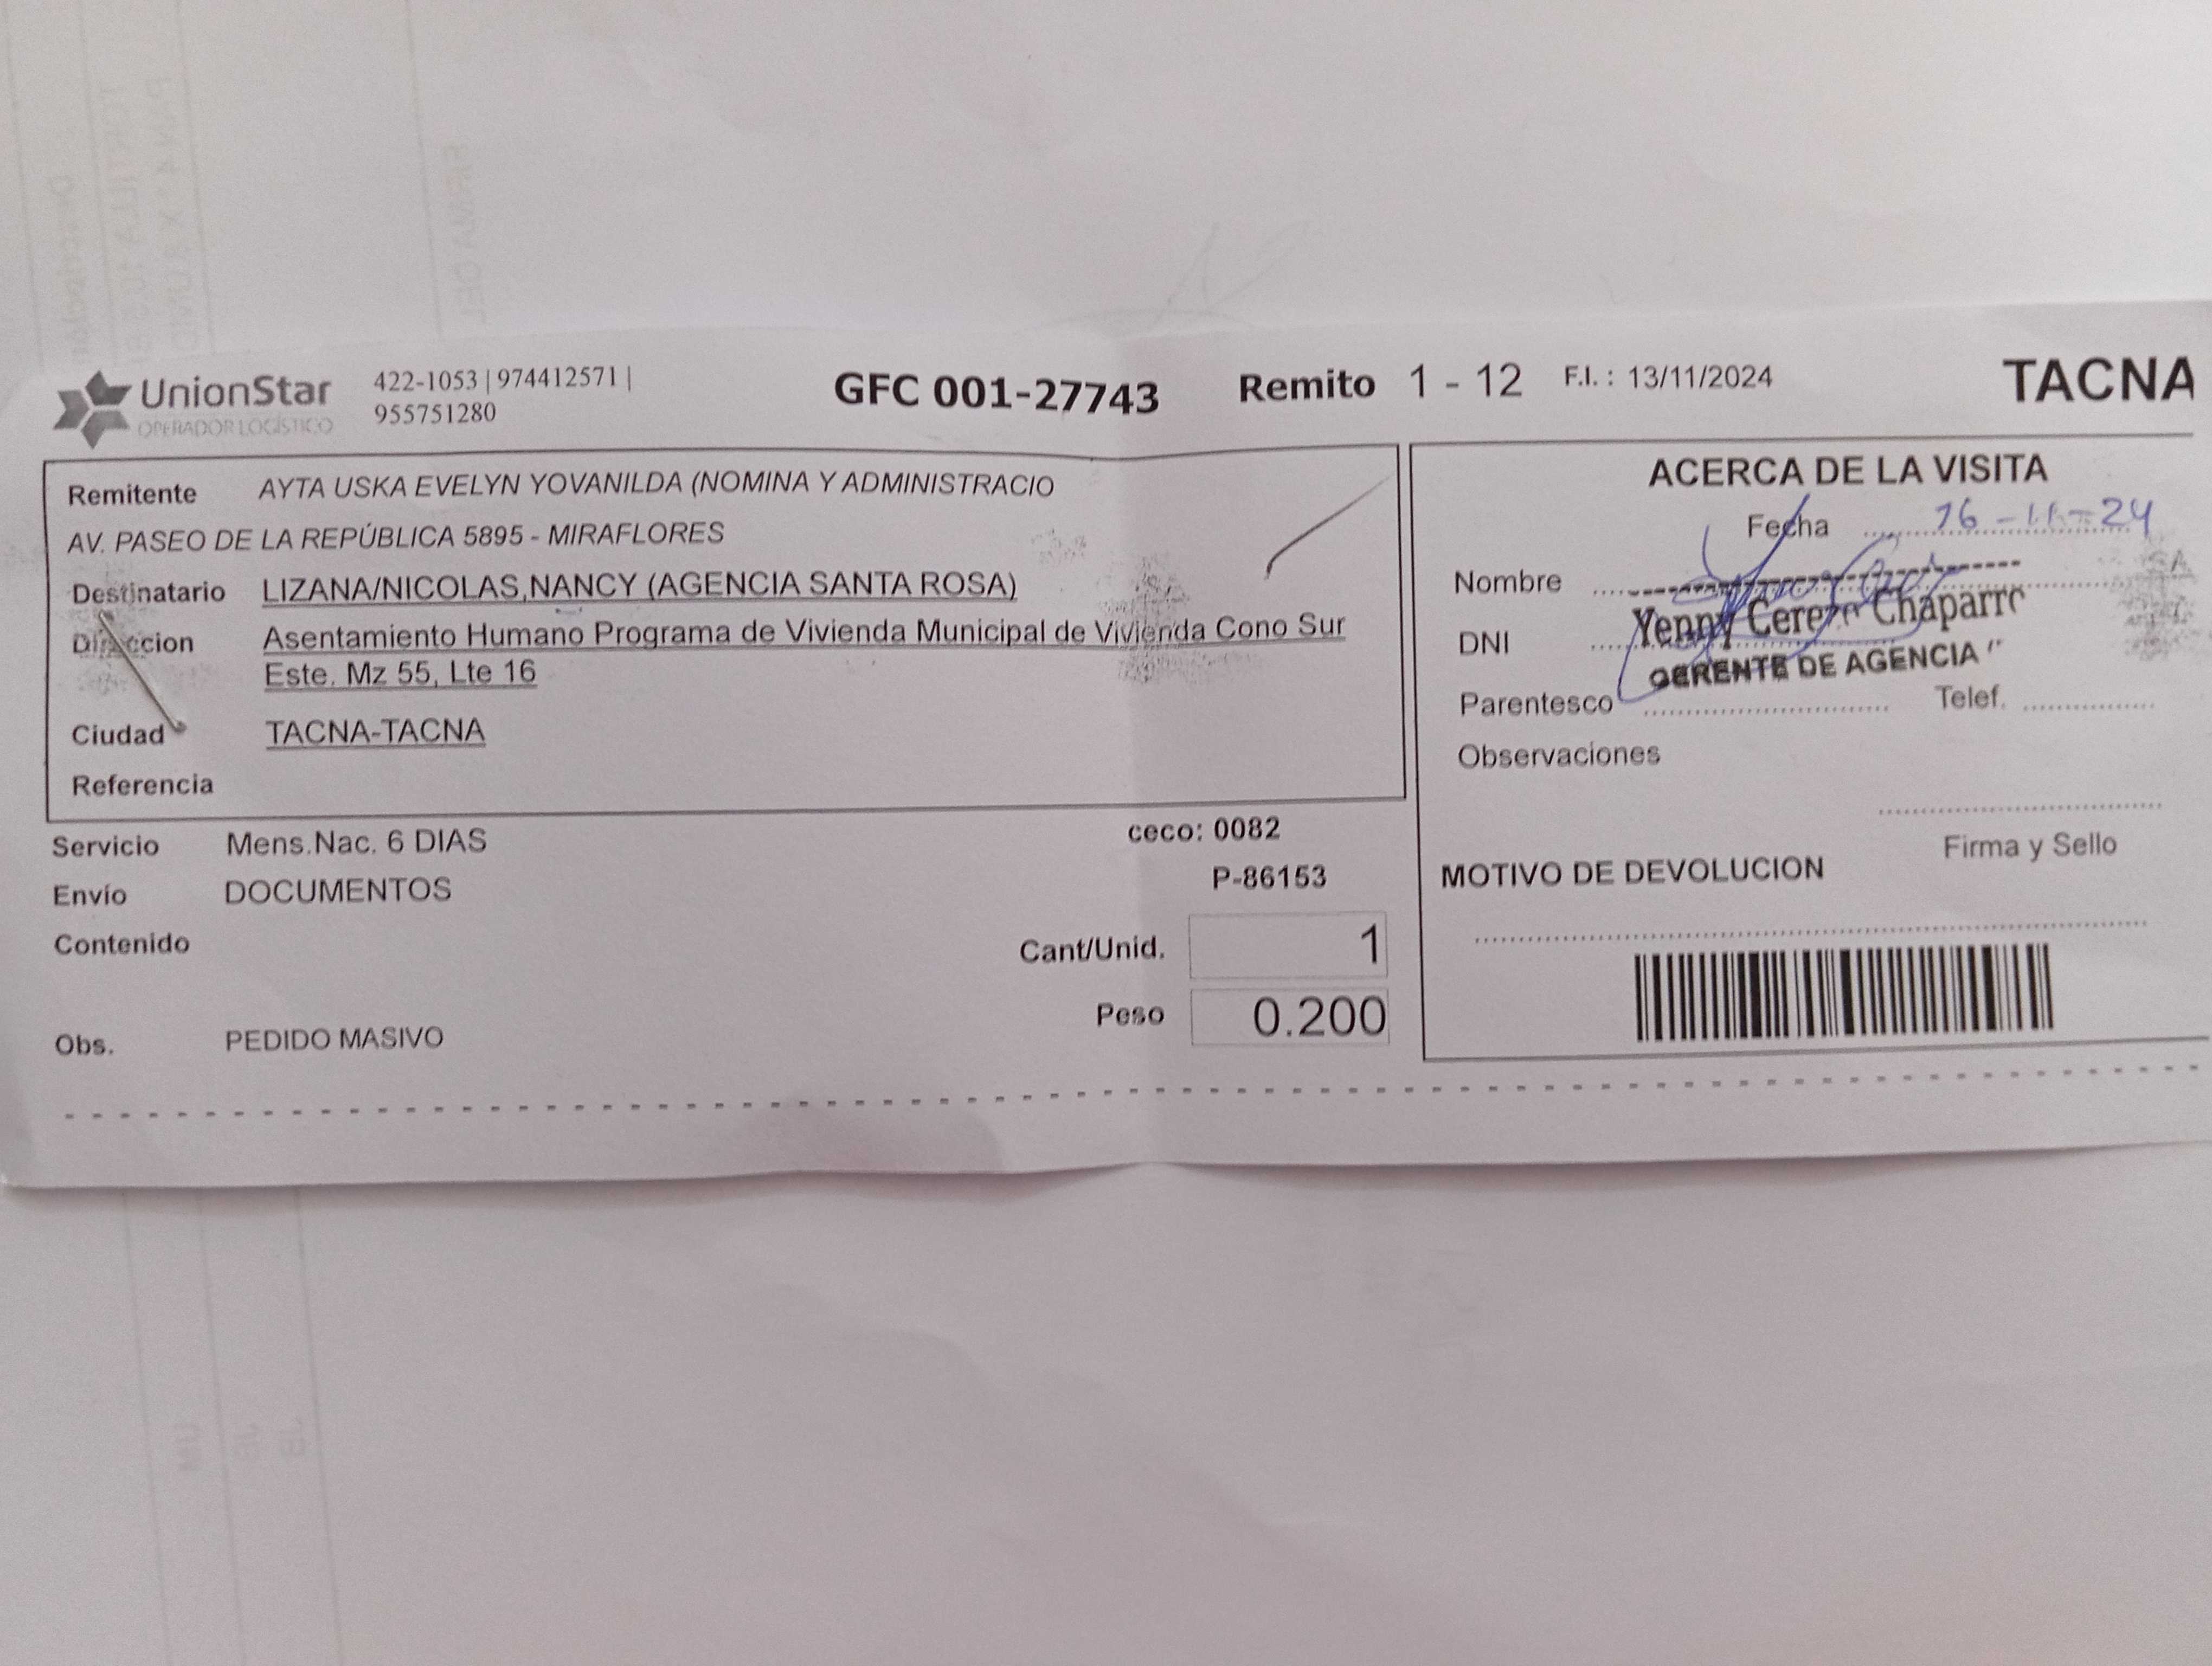 UnionStar
OPERADOR LOGÍSTICO
422-1053 | 974412571 |
955751280
GFC 001-27743
Remito 1 - 12
F.I. : 13/11/2024
TACNA
Remitente AYTA USKA EVELYN YOVANILDA (NOMINA Y ADMINISTRACIO
AV. PASEO DE LA REPÚBLICA 5895 - MIRAFLORES
Destinatario LIZANA/NICOLAS,NANCY (AGENCIA SANTA ROSA)
Direccion Asentamiento Humano Programa de Vivienda Municipal de Vivienda Cono Sur
Este. Mz 55, Lte 16
Ciudad TACNA-TACNA
Referencia
Servicio Mens.Nac. 6 DIAS
ceco: 0082
Envío DOCUMENTOS
P-86153
Contenido
Cant/Unid. 1
Peso 0.200
Obs. PEDIDO MASIVO
ACERCA DE LA VISITA
Fecha 16-11-24
Nombre
Yenny Cerezo Chaparro
DNI
GERENTE DE AGENCIA
Parentesco
Telef.
Observaciones
Firma y Sello
MOTIVO DE DEVOLUCION